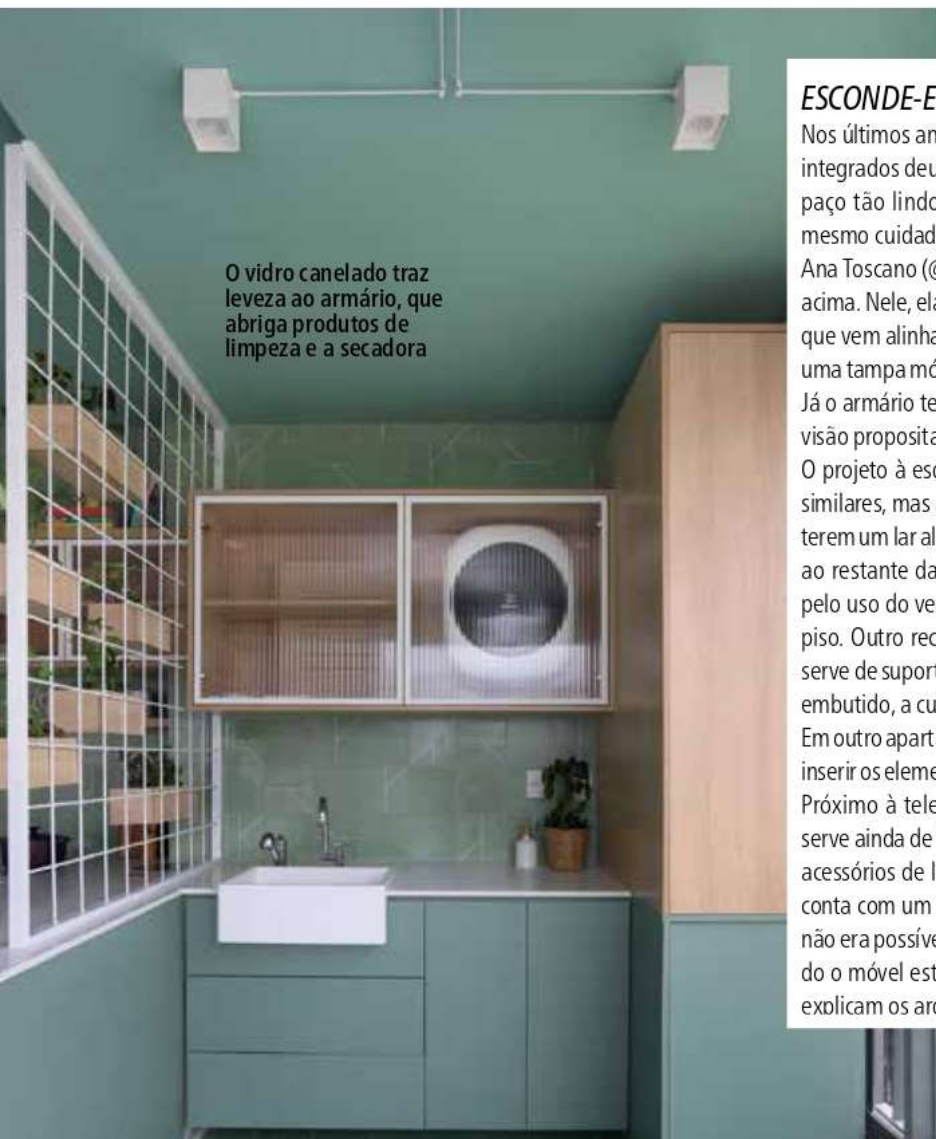 O vidro canelado traz
leveza ao armário, que
abriga produtos de
limpeza e a secadora
ESCONDE-E
Nos últimos an
integrados deu
paço tão lindo
mesmo cuidad
Ana Toscano (@
acima. Nele, ela
que vem alinha
uma tampa mó
Já o armário te
visão proposita
O projeto à esq
similares, mas
terem um lar al
ao restante da
pelo uso do ve
piso. Outro rec
serve de suport
embutido, a cu
Em outro apart
inserir os eleme
Próximo à tele
serve ainda de
acessórios de l
conta com um
não era possíve
do o móvel est
explicam os arq